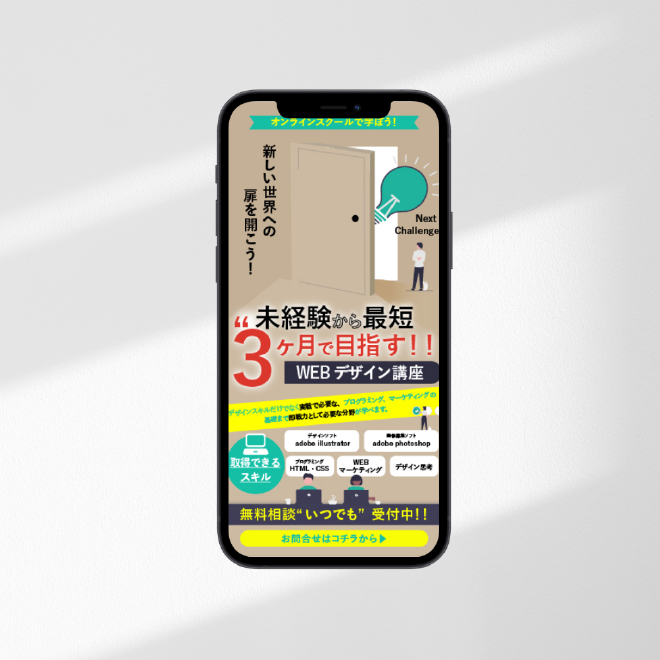 オンラインスクールで学ぼう!
新しい世界への
扉を開こう!
Next
Challenge
未経験から最短
“3ヶ月で目指す!!
WEBデザイン講座
デザインスキルだけでなく実戦で必要な、プログラミング、マーケティングの
基礎まで即戦力として必要な分野が学べます。
取得できる
スキル
デザインソフト
adobe illustrator
画像編集ソフト
adobe photoshop
プログラミング
HTML・CSS
WEB
マーケティング
デザイン思考
無料相談“いつでも” 受付中!!
お問合せはコチラから▶